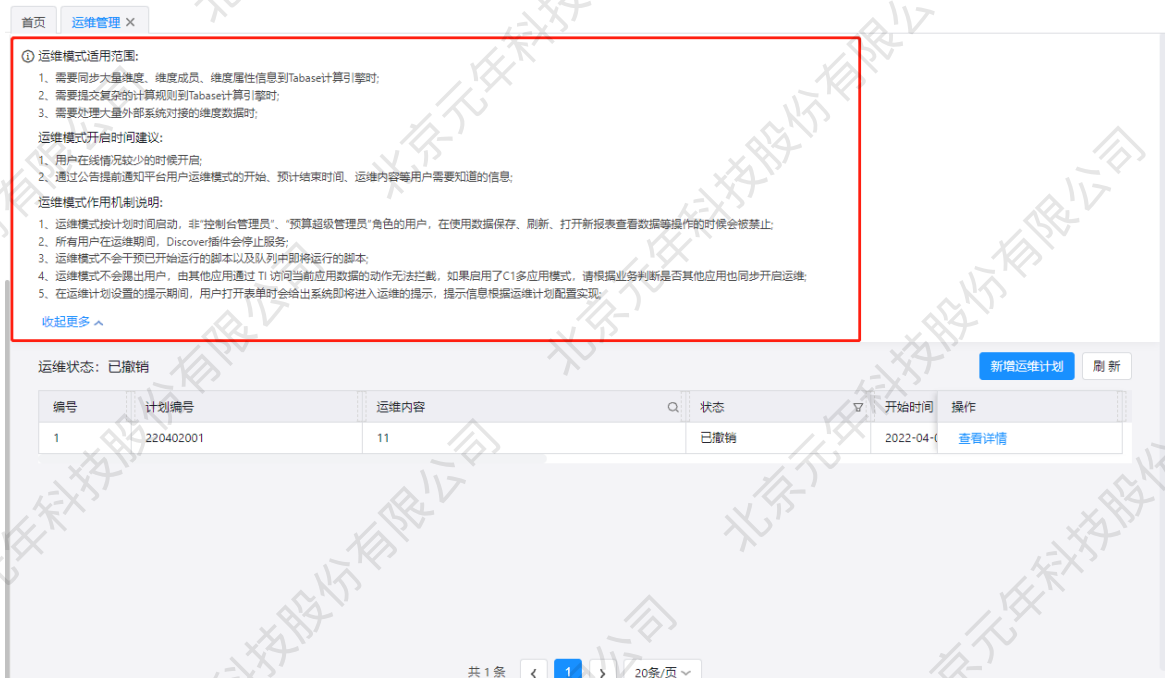 首页 运维管理
运维模式适用范围:
1、需要同步大量维度、维度成员、维度属性信息到Tabase计算引擎时;
2、需要提交复杂的计算规则到Tabase计算引擎时;
3、需要处理大量外部系统对接的维度数据时;
运维模式开启时间建议:
1、用户在线情况较少的时候开启;
2、通过公告提前通知平台用户运维模式的开始、预计结束时间、运维内容等用户需要知道的信息;
运维模式作用机制说明:
1、运维模式按计划时间启动，非“控制台管理员”、“预算超级管理员”角色的用户，在使用数据保存、刷新、打开新报表查看数据等操作的时候会被禁止;
2、所有用户在运维期间，Discover插件会停止服务;
3、运维模式不会干预已开始运行的脚本以及队列中即将运行的脚本;
4、运维模式不会踢出用户，由其他应用通过 TI 访问当前应用数据的动作无法拦截，如果启用了C1多应用模式，请根据业务判断是否其他应用也同步开启运维;
5、在运维计划设置的提示期间，用户打开表单时会给出系统即将进入运维的提示，提示信息根据运维计划配置实现;
收起更多
运维状态：已撤销 新增运维计划 刷 新
编号 计划编号 运维内容 状态 开始时间 操作
1 220402001 11 已撤销 2022-04-0 查看详情
共 1 条 1 20条/页
北京元年科技股份有限公司